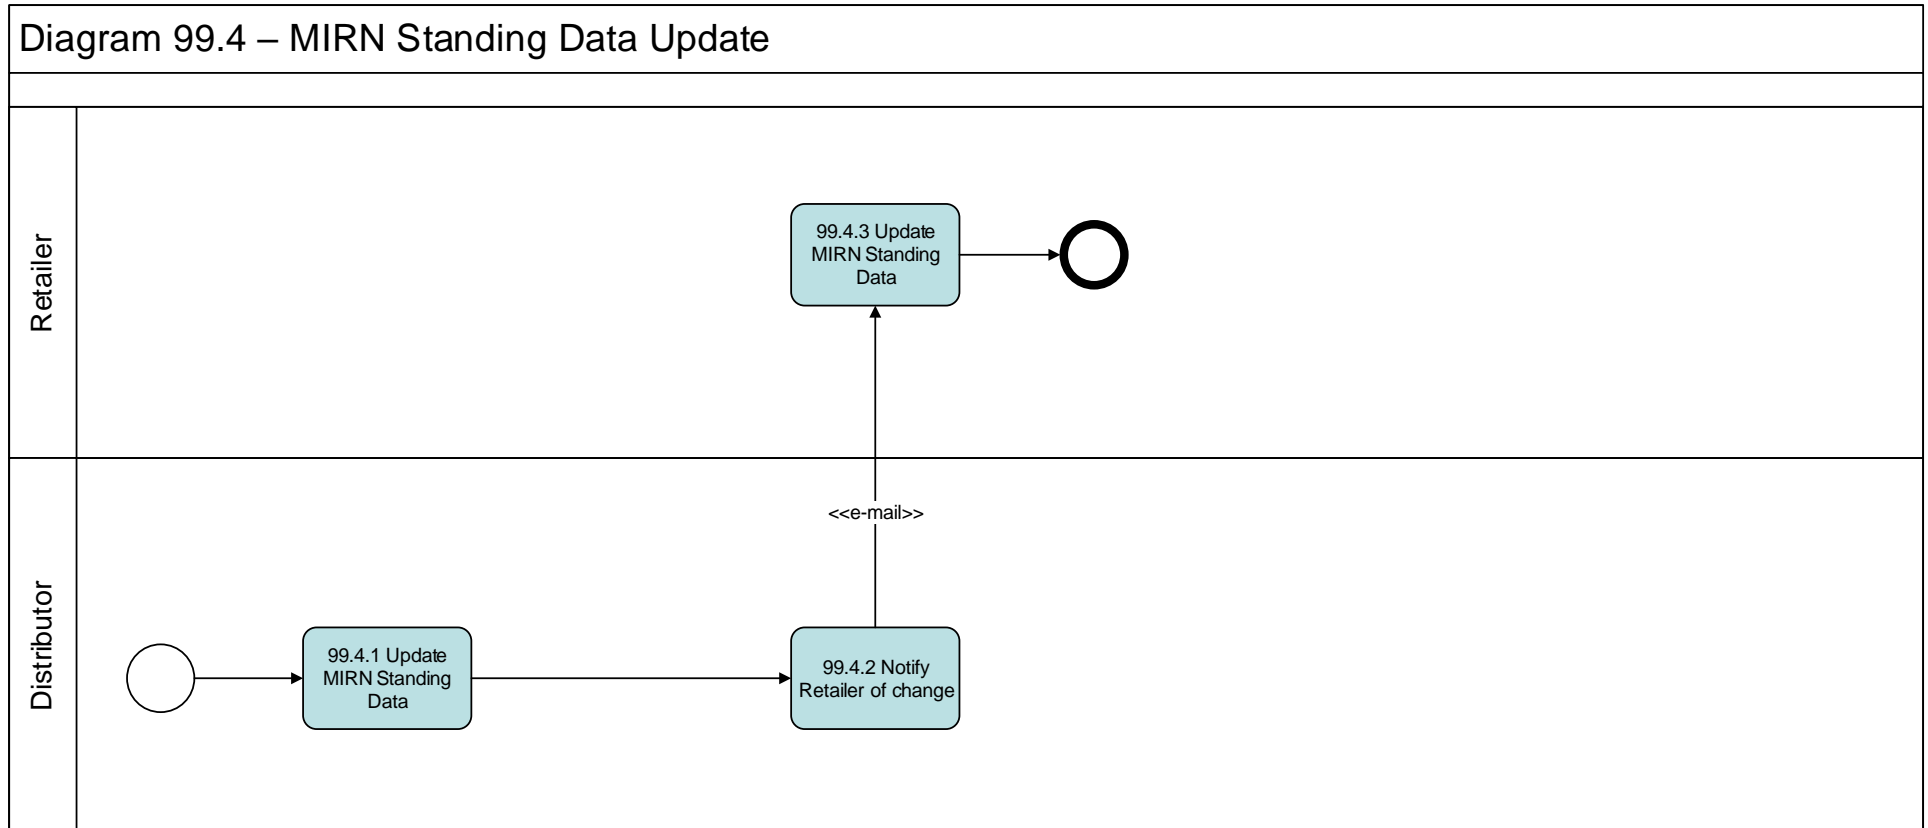 Diagram 99.4 – MIRN Standing Data Update
Retailer
99.4.3 Update
MIRN Standing
Data
<<e-mail>>
Distributor
99.4.1 Update
MIRN Standing
Data
99.4.2 Notify
Retailer of change